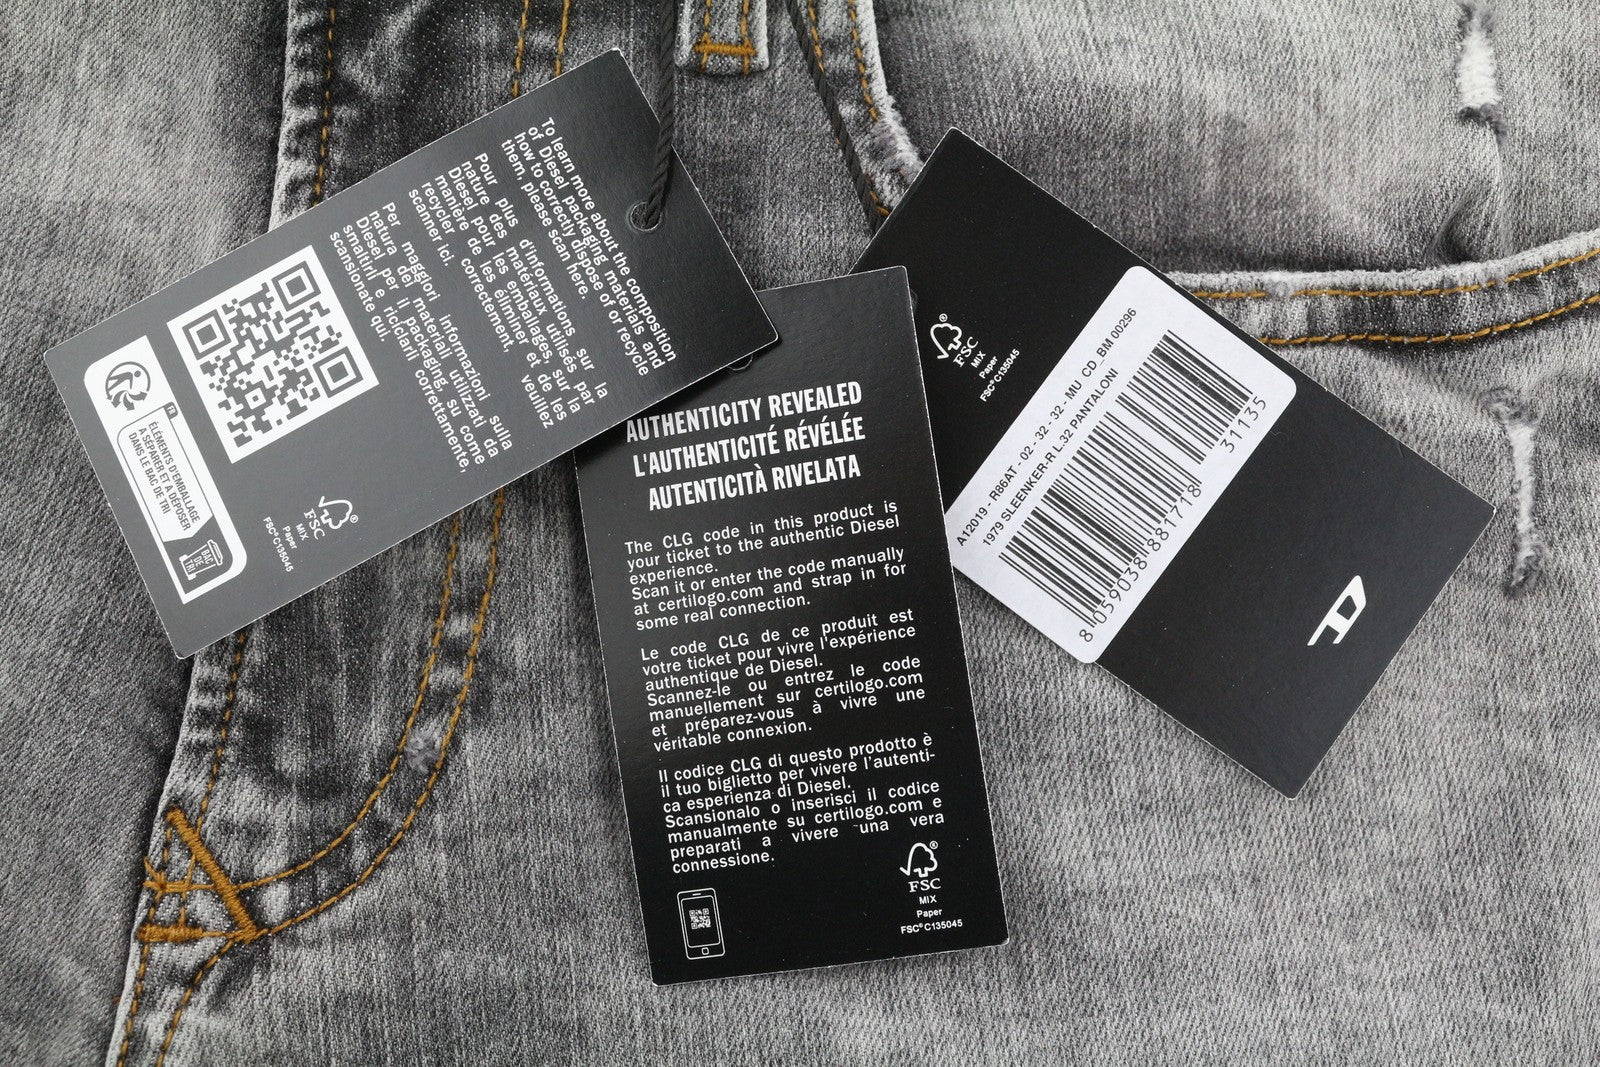 To learn more about the composition
of Diesel packaging materials and
how to correctly dispose of or recycle
them, please scan here.
Pour plus d'informations sur la
nature des matériaux utilisés par
Diesel pour les emballages, sur la
manière de les éliminer et de les
recycler correctement, veuillez
scanner ici.
Per maggiori informazioni sulla
natura dei materiali utilizzati da
Diesel per il packaging, su come
smaltirli e riciclarli correttamente,
scansionate qui.
FR
ÉLÉMENTS D'EMBALLAGE
À SÉPARER ET À DÉPOSER
DANS LE BAC DE TRI
BAC
DE
TRI
FSC
MIX
Paper
FSC® C135045
AUTHENTICITY REVEALED
L'AUTHENTICITÉ RÉVÉLÉE
AUTENTICITÀ RIVELATA
The CLG code in this product is
your ticket to the authentic Diesel
experience.
Scan it or enter the code manually
at certilogo.com and strap in for
some real connection.
Le code CLG de ce produit est
votre ticket pour vivre l'expérience
authentique de Diesel.
Scannez-le ou entrez le code
manuellement sur certilogo.com
et préparez-vous à vivre une
véritable connexion.
Il codice CLG di questo prodotto è
il tuo biglietto per vivere l'autenti-
ca esperienza di Diesel.
Scansionalo o inserisci il codice
manualmente su certilogo.com e
preparati a vivere una vera
connessione.
FSC
MIX
Paper
FSC® C135045
FSC
MIX
Paper
FSC® C135045
A12019 - R86AT - 02 - 32 - 32 - MU CD_BM 00296
1979 SLEENKER-R L.32 PANTALONI
31135
8 059038 881718
D